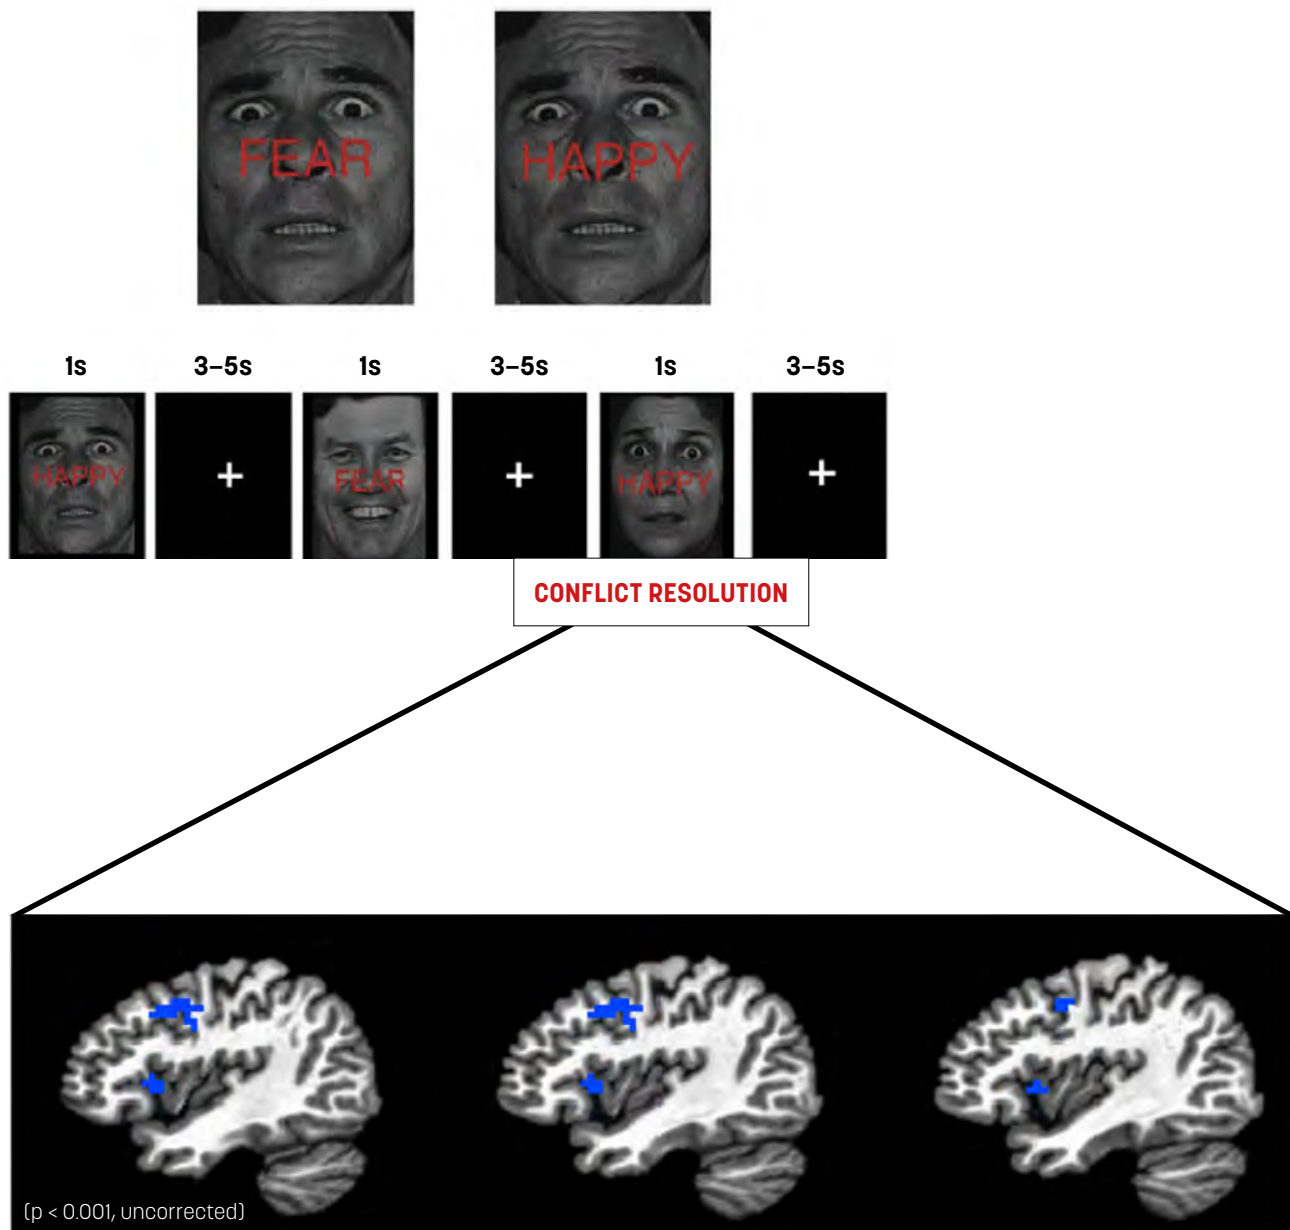 FEAR
HAPPY
1s 3–5s 1s 3–5s 1s 3–5s
HAPPY
FEAR
HAPPY
CONFLICT RESOLUTION
(p < 0.001, uncorrected)